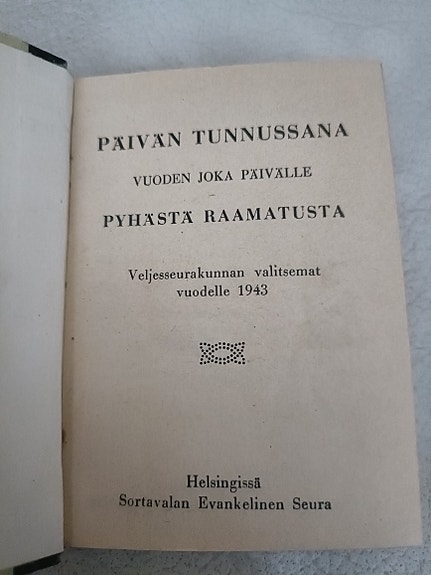 PÄIVÄN TUNNUSSANA
VUODEN JOKA PÄIVÄLLE
PYHÄSTÄ RAAMATUSTA
Veljesseurakunnan valitsemat
vuodelle 1943
Helsingissä
Sortavalan Evankelinen Seura